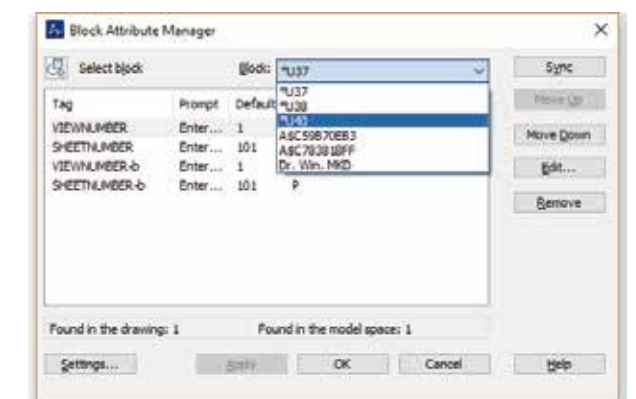 Block Attribute Manager
Select block
Block: *U37
Sync
*U37
*U38
*U40
A$C59B70EB3
A$C783818FF
Dr. Win. MKD
Move Up
Tag Prompt Default
VIEWNUMBER Enter... 1
SHEETNUMBER Enter... 101
VIEWNUMBER-b Enter... 1
SHEETNUMBER-b Enter... 101 P
Move Down
Edit...
Remove
Found in the drawing: 1 Found in the model space: 1
Settings... Apply OK Cancel Help